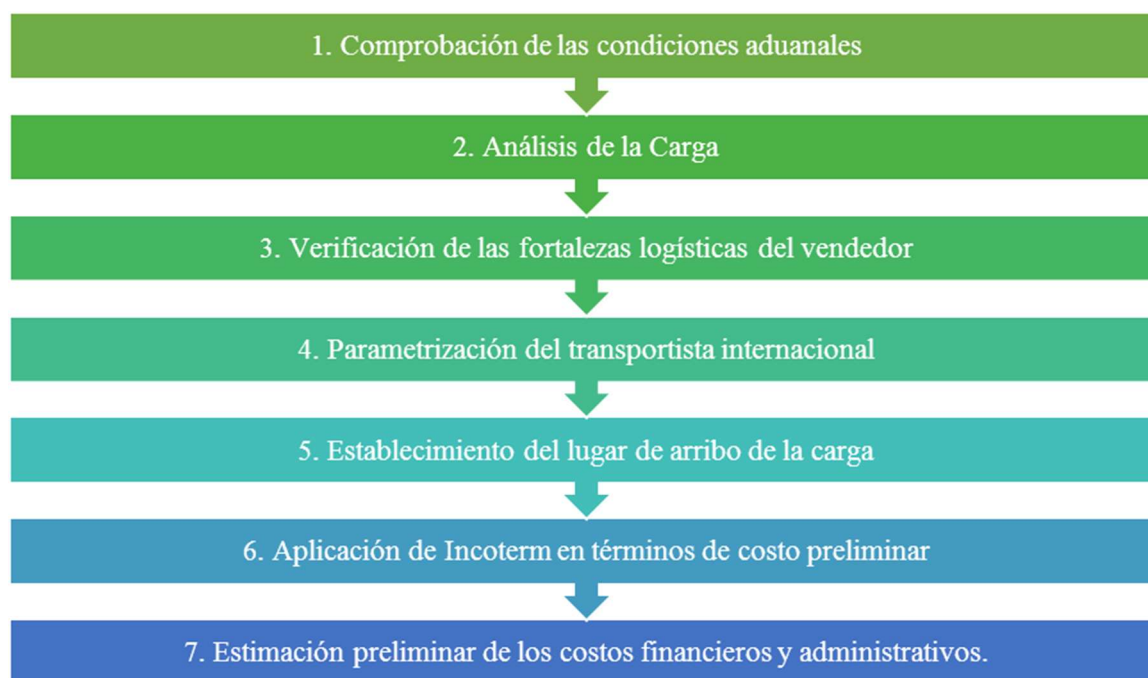 1. Comprobación de las condiciones aduanales
2. Análisis de la Carga
3. Verificación de las fortalezas logísticas del vendedor
4. Parametrización del transportista internacional
5. Establecimiento del lugar de arribo de la carga
6. Aplicación de Incoterm en términos de costo preliminar
7. Estimación preliminar de los costos financieros y administrativos.